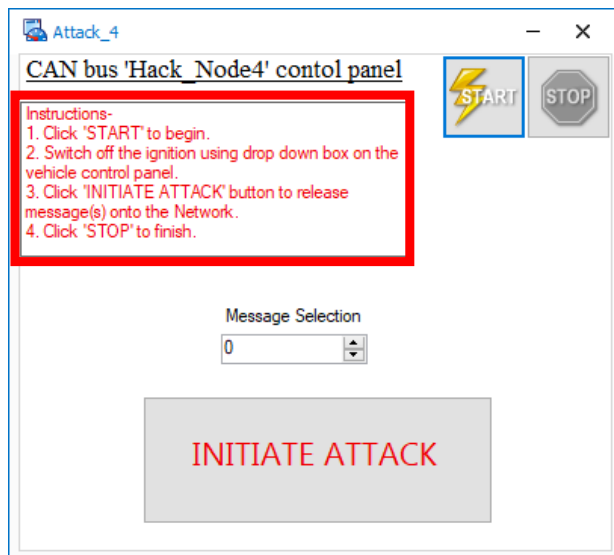 Attack_4
CAN bus 'Hack_Node4' contol panel
START
STOP
Instructions-
1. Click 'START' to begin.
2. Switch off the ignition using drop down box on the
vehicle control panel.
3. Click 'INITIATE ATTACK' button to release
message(s) onto the Network.
4. Click 'STOP' to finish.
Message Selection
0
INITIATE ATTACK